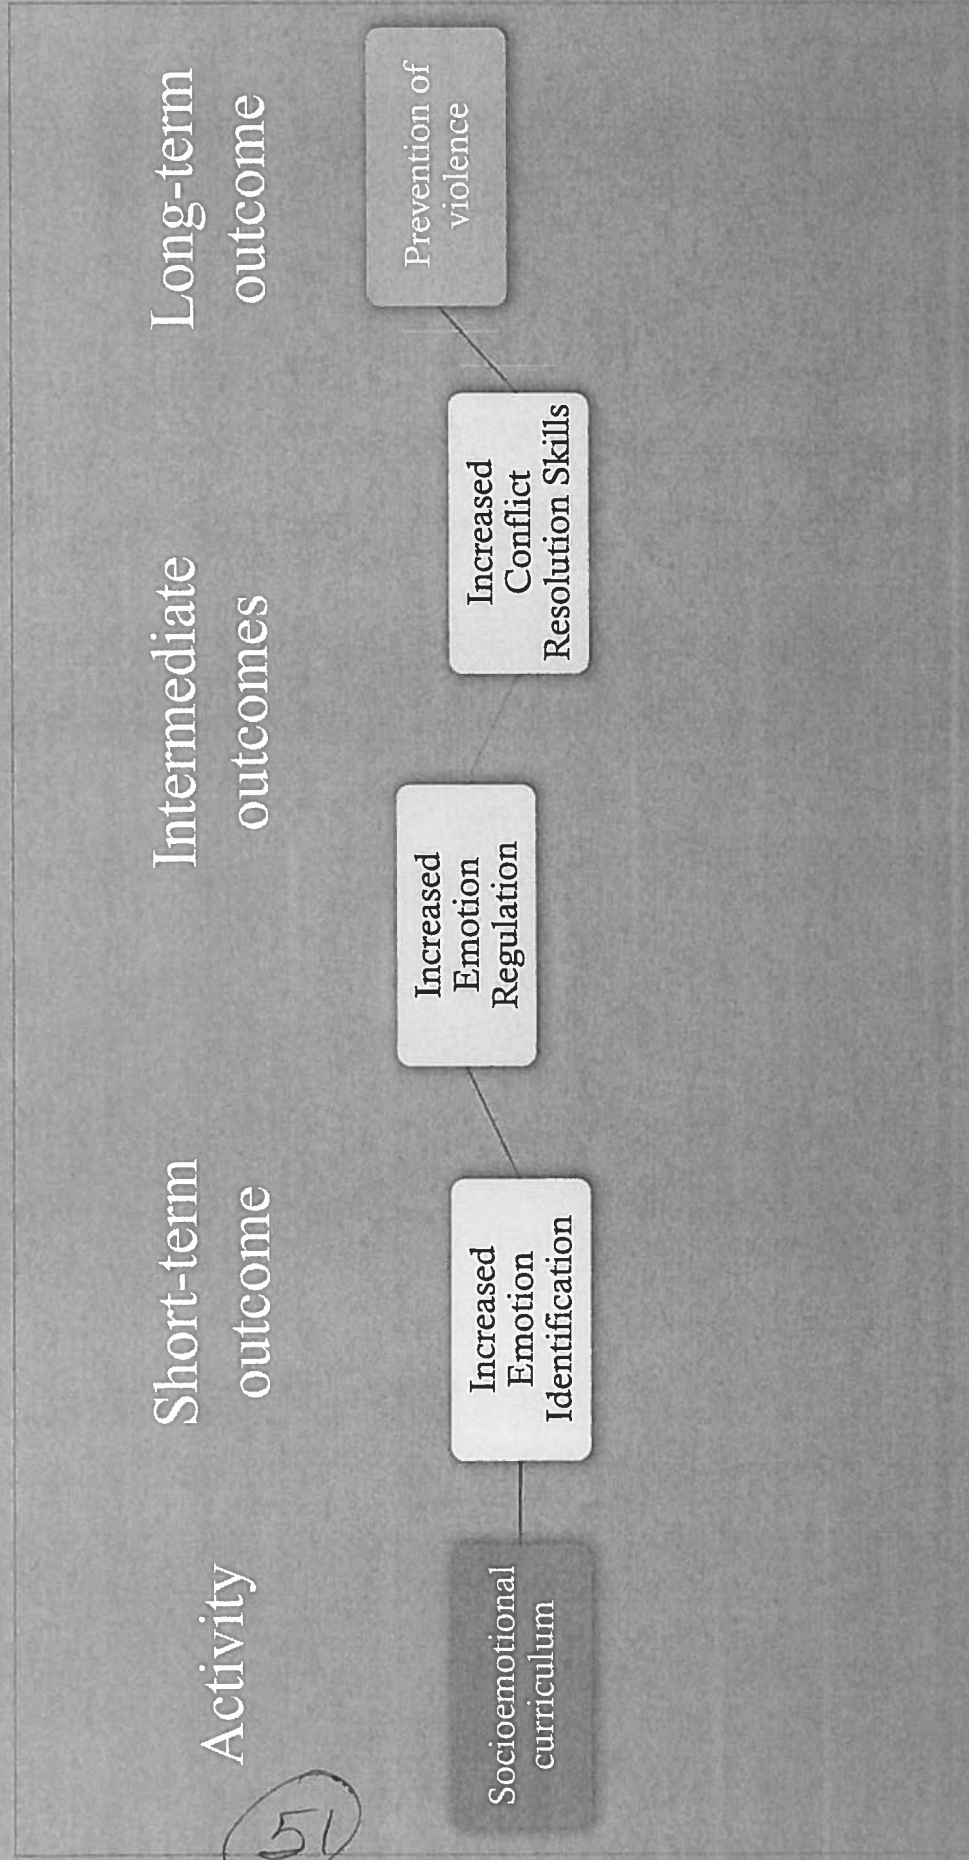 51
Activity
Short-term
outcome
Intermediate
outcomes
Long-term
outcome
Socioemotional
curriculum
Increased
Emotion
Identification
Increased
Emotion
Regulation
Increased
Conflict
Resolution Skills
Prevention of
violence